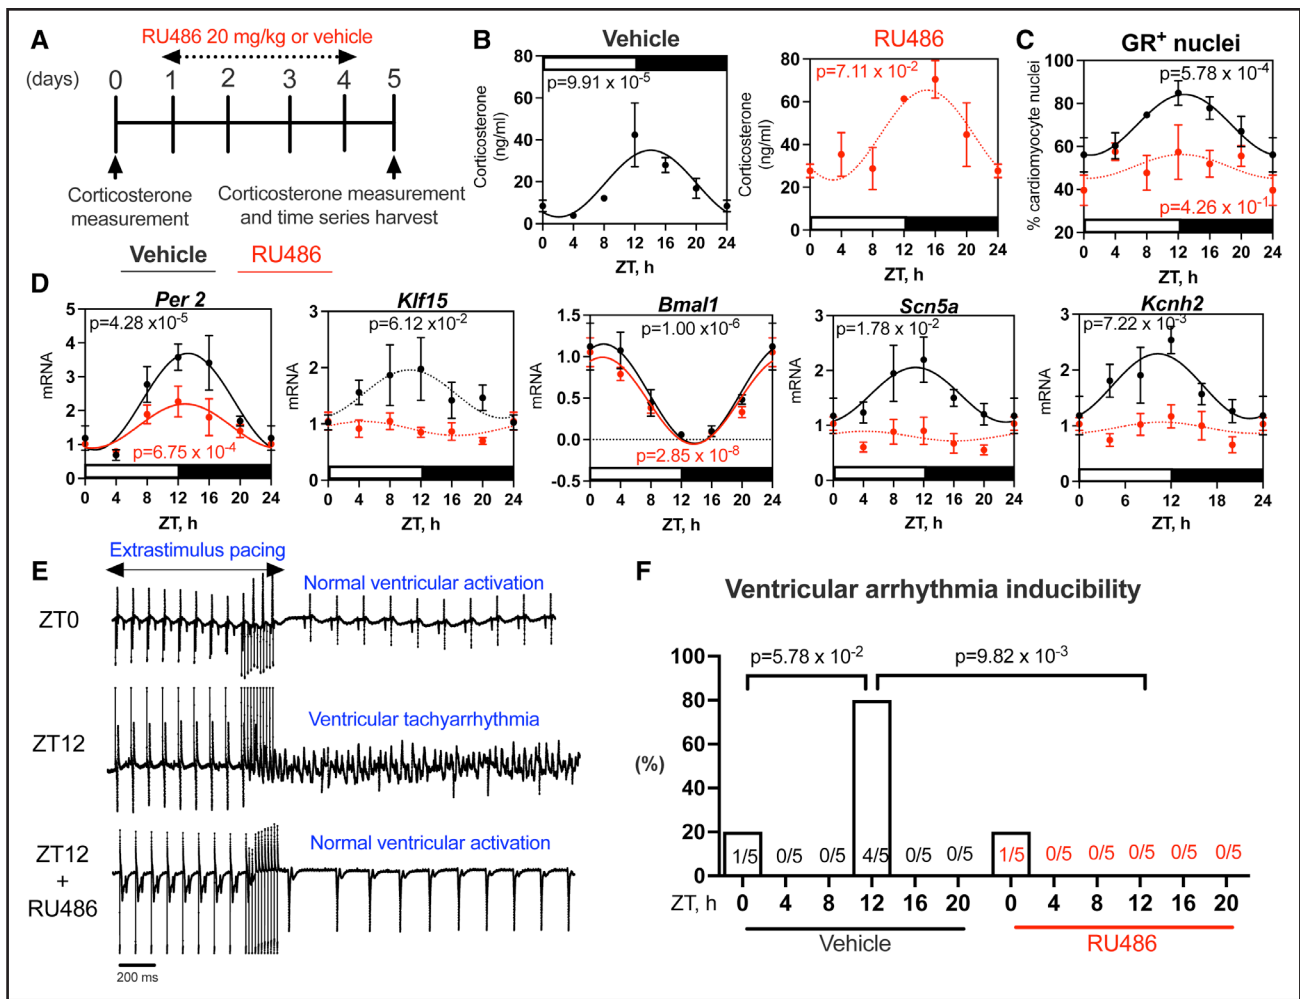 A
RU486 20 mg/kg or vehicle
(days) 0 1 2 3 4 5
Corticosterone
measurement
Corticosterone measurement
and time series harvest
Vehicle RU486
B
Vehicle
p=9.91 x 10-5
Corticosterone
(ng/ml)
80
60
40
20
0
0 4 8 12 16 20 24
ZT, h
RU486
p=7.11 x 10-2
Corticosterone
(ng/ml)
80
60
40
20
0
0 4 8 12 16 20 24
ZT, h
C
GR+ nuclei
p=5.78 x 10-4
% cardiomyocyte nuclei
100
80
60
40
20
p=4.26 x 10-1
0 4 8 12 16 20 24
ZT, h
D
Per 2
p=4.28 x10-5
mRNA
5
4
3
2
1
0
p=6.75 x 10-4
0 4 8 12 16 20 24
ZT, h
Klf15
p=6.12 x 10-2
mRNA
3
2
1
0
0 4 8 12 16 20 24
ZT, h
Bmal1
p=1.00 x10-6
mRNA
1.5
1.0
0.5
0.0
-0.5
p=2.85 x 10-8
0 4 8 12 16 20 24
ZT, h
Scn5a
p=1.78 x 10-2
mRNA
3
2
1
0
0 4 8 12 16 20 24
ZT, h
Kcnh2
p=7.22 x 10-3
mRNA
3
2
1
0
0 6 12 16 20 24
ZT, h
E
Extrastimulus pacing
Normal ventricular activation
ZT0
Ventricular tachyarrhythmia
ZT12
Normal ventricular activation
ZT12
+
RU486
200 ms
F
Ventricular arrhythmia inducibility
p=5.78 x 10-2
p=9.82 x 10-3
(%)
100
80
60
40
20
0
1/5 0/5 0/5 4/5 0/5 0/5 1/5 0/5 0/5 0/5 0/5 0/5
ZT, h 0 4 8 12 16 20 0 4 8 12 16 20
Vehicle RU486